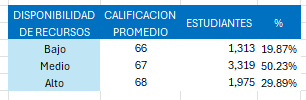 DISPONIBILIDAD DE RECURSOS CALIFICACION PROMEDIO ESTUDIANTES %
Bajo 66 1,313 19.87%
Medio 67 3,319 50.23%
Alto 68 1,975 29.89%